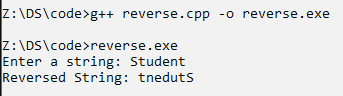 Z:\DS\code>g++ reverse.cpp -o reverse.exe
Z:\DS\code>reverse.exe
Enter a string: Student
Reversed String: tnedutS